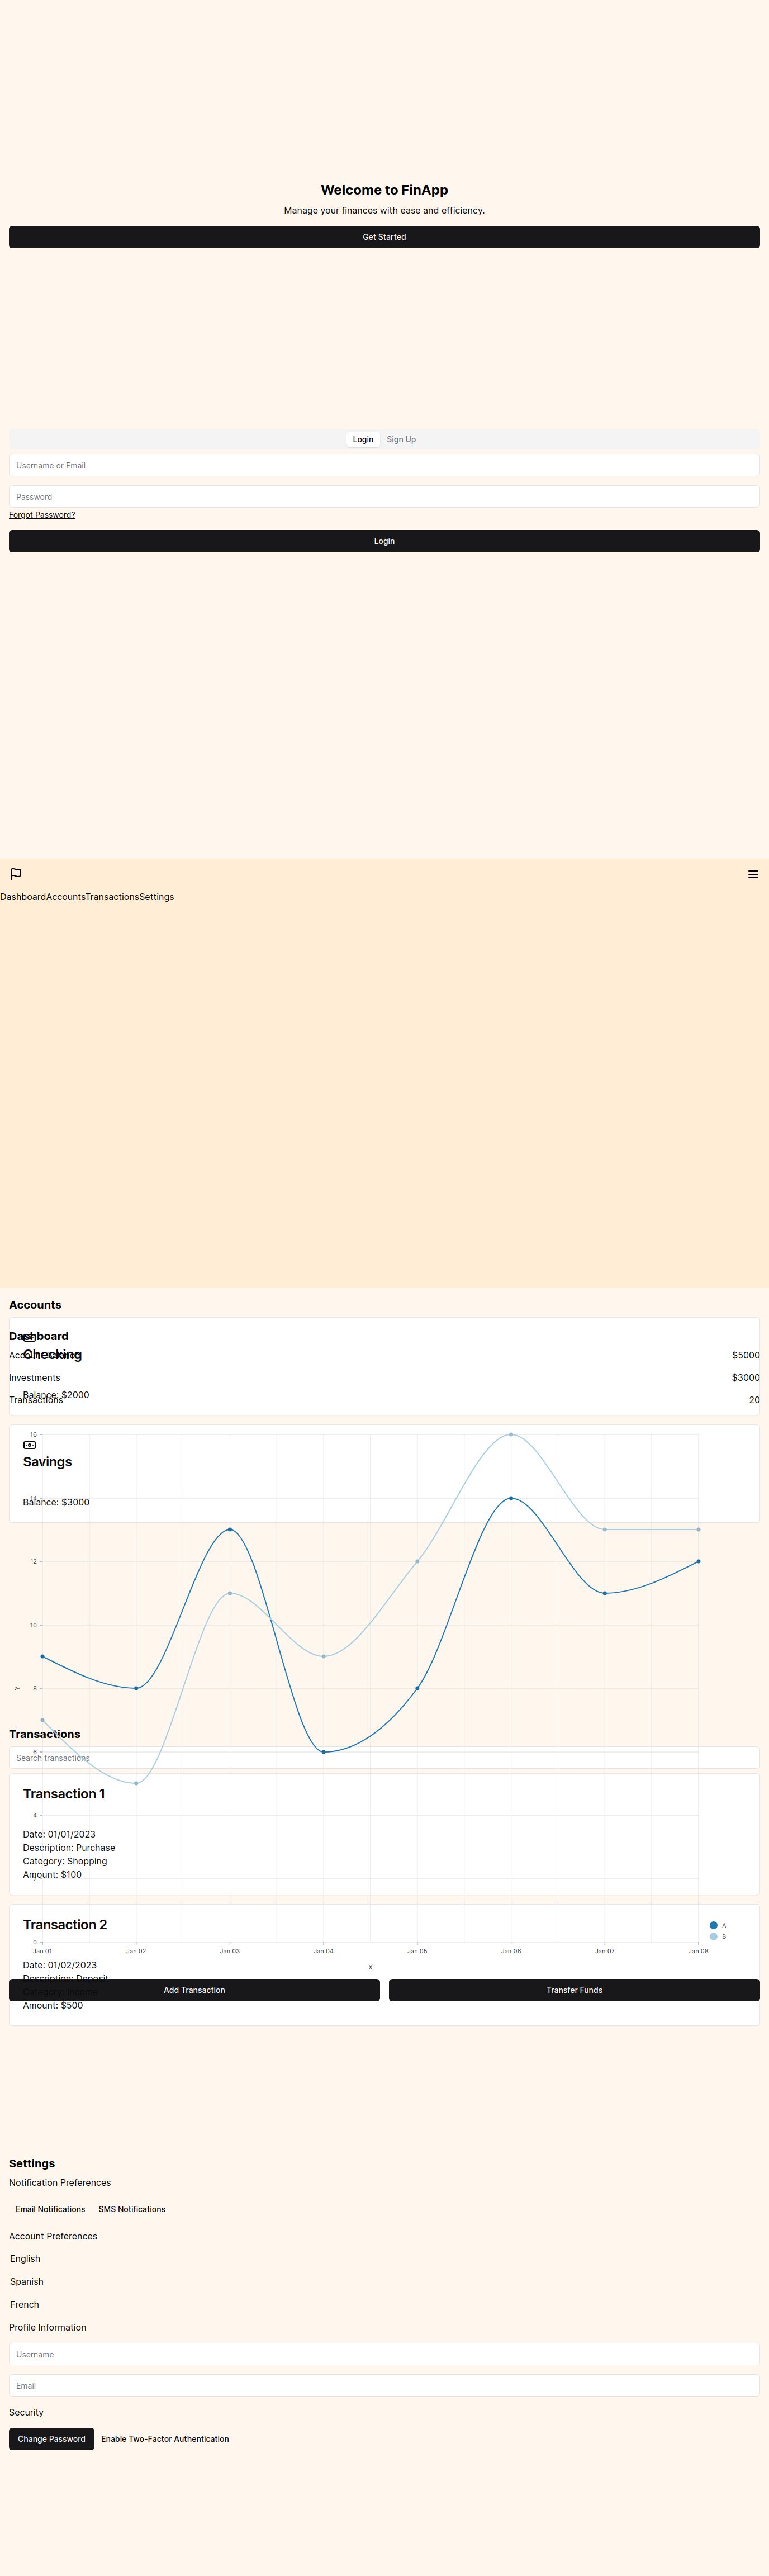 Welcome to FinApp
Manage your finances with ease and efficiency.
Get Started
Login Sign Up
Username or Email
Password
Forgot Password?
Login
DashboardAccountsTransactionsSettings
Accounts
Dashboard
Checking
$5000
Investments $3000
Balance: $2000
Transactions 20
16
Savings
14
Balance: $3000
12
10
Y
8
Transactions
6
Search transactions
Transaction 1
4
Date: 01/01/2023
Description: Purchase
Category: Shopping
Amount: $100
2
Transaction 2
A
B
0
Jan 01 Jan 02 Jan 03 Jan 04 Jan 05 Jan 06 Jan 07 Jan 08
Date: 01/02/2023
X
Description: Deposit
Add Transaction Transfer Funds
Amount: $500
Settings
Notification Preferences
Email Notifications SMS Notifications
Account Preferences
English
Spanish
French
Profile Information
Username
Email
Security
Change Password Enable Two-Factor Authentication